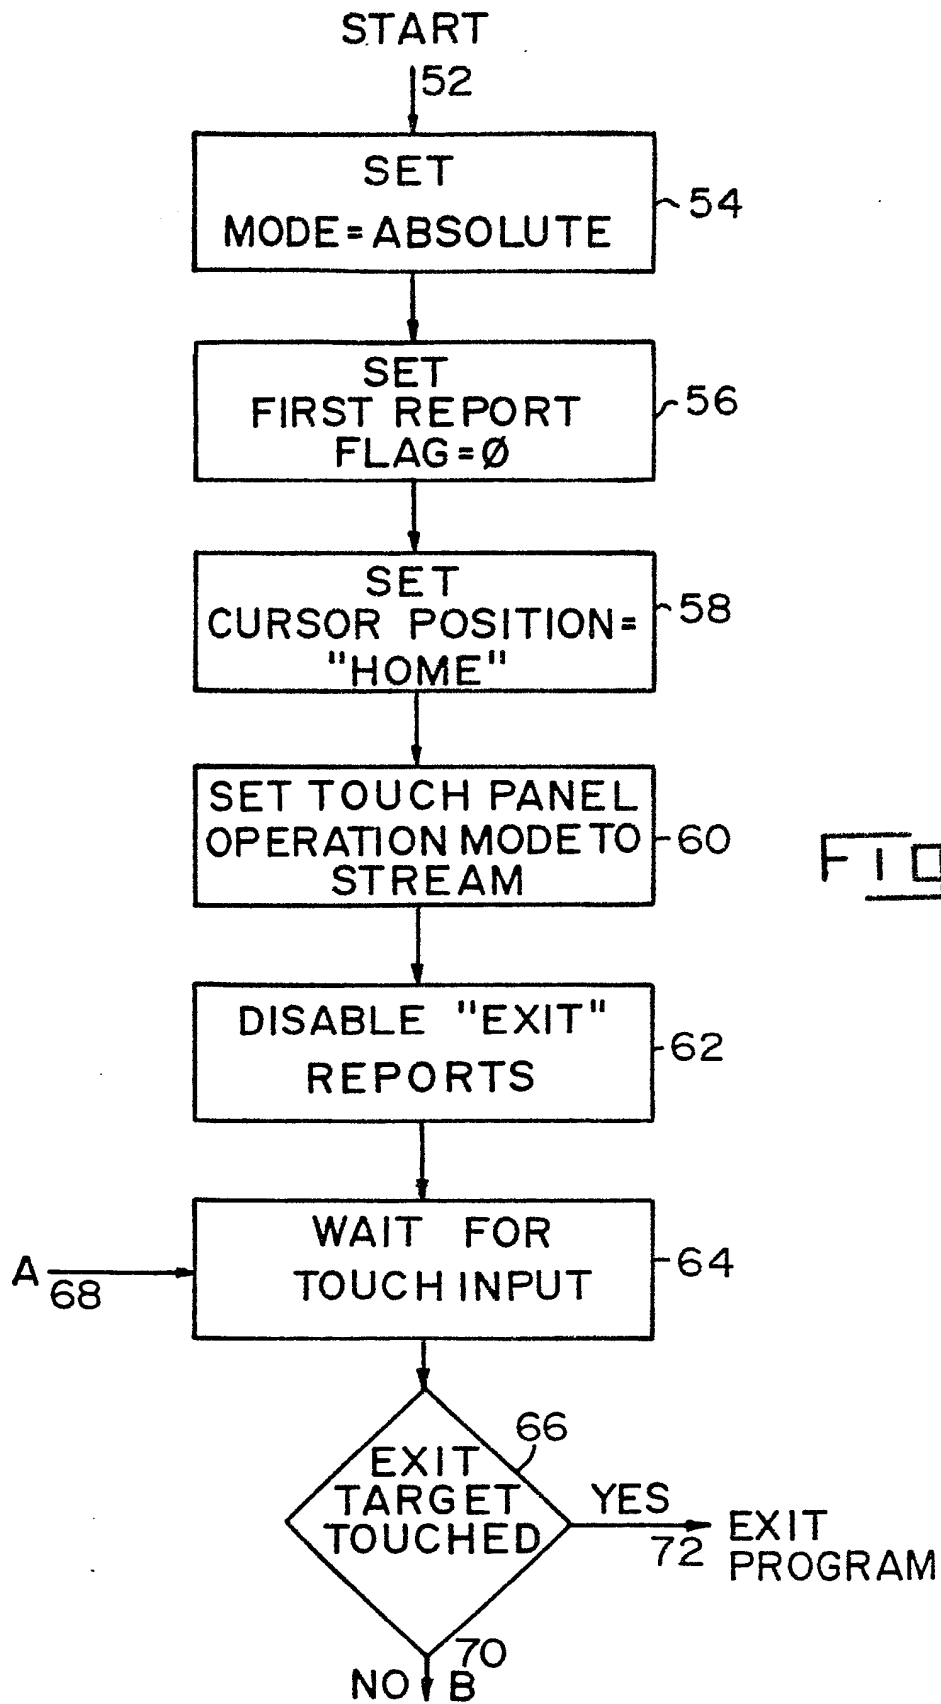 START
52
SET
MODE=ABSOLUTE
54
SET
FIRST REPORT
FLAG=Ø
56
SET
CURSOR POSITION=
"HOME"
58
SET TOUCH PANEL
OPERATION MODE TO
STREAM
60
DISABLE "EXIT"
REPORTS
62
WAIT FOR
TOUCH INPUT
64
A
68
EXIT
TARGET
TOUCHED
66
YES
72
EXIT
PROGRAM
70
NO B